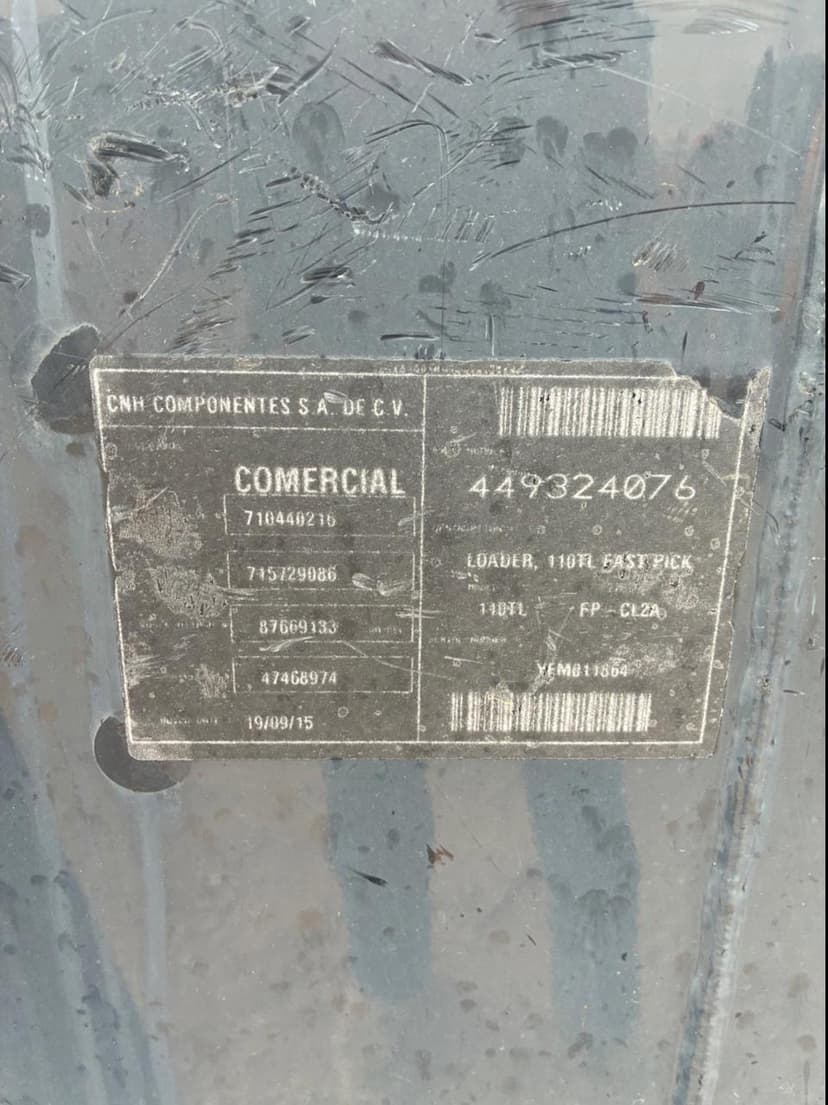 CNH COMPONENTES S.A. DE C.V.
COMERCIAL
710440216
715729086
87669133
47468974
19/09/15
449324076
LOADER, 110TL FAST PICK
110TL FP - CL2A
YFM011864